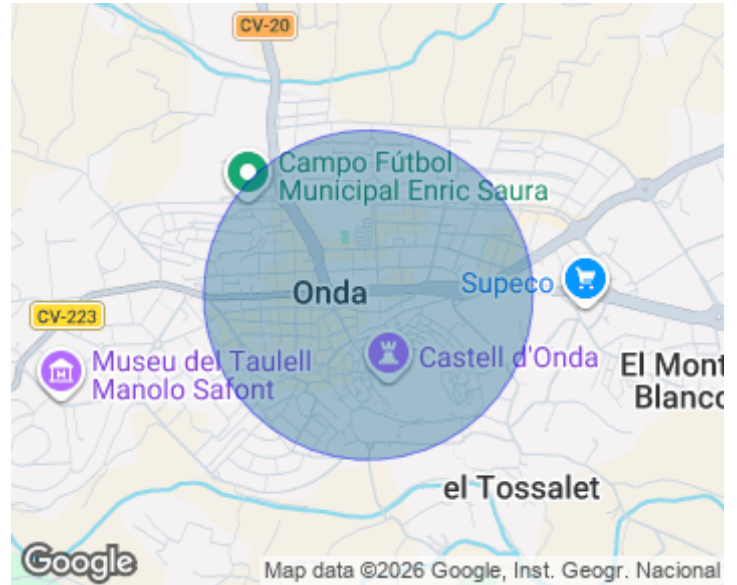 CV-20
Campo Fútbol
Municipal Enric Saura
Onda
Supeco
CV-223
Museu del Taulell
Manolo Safont
Castell d'Onda
El Mont
Blanco
el Tossalet
Google
Map data ©2026 Google, Inst. Geogr. Nacional